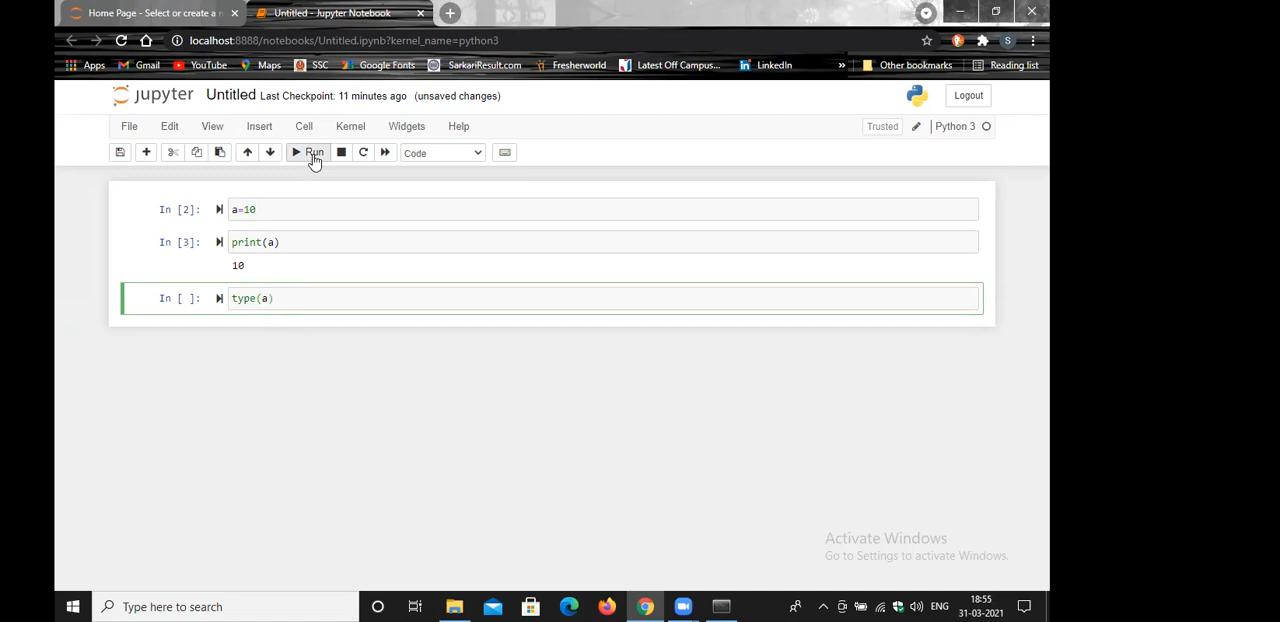 Home Page - Select or create a n
Untitled - Jupyter Notebook
localhost:8888/notebooks/Untitled.ipynb?kernel_name=python3
S
Apps Gmail YouTube Maps SSC Google Fonts SarkariResult.com Fresherworld Latest Off Campus... LinkedIn » Other bookmarks Reading list
jupyter Untitled Last Checkpoint: 11 minutes ago (unsaved changes) Logout
File Edit View Insert Cell Kernel Widgets Help Trusted Python 3
Run Code
In [2]: a=10
In [3]: print(a)
10
In [ ]: type(a)
Activate Windows
Go to Settings to activate Windows.
Type here to search
ENG
18:55
31-03-2021